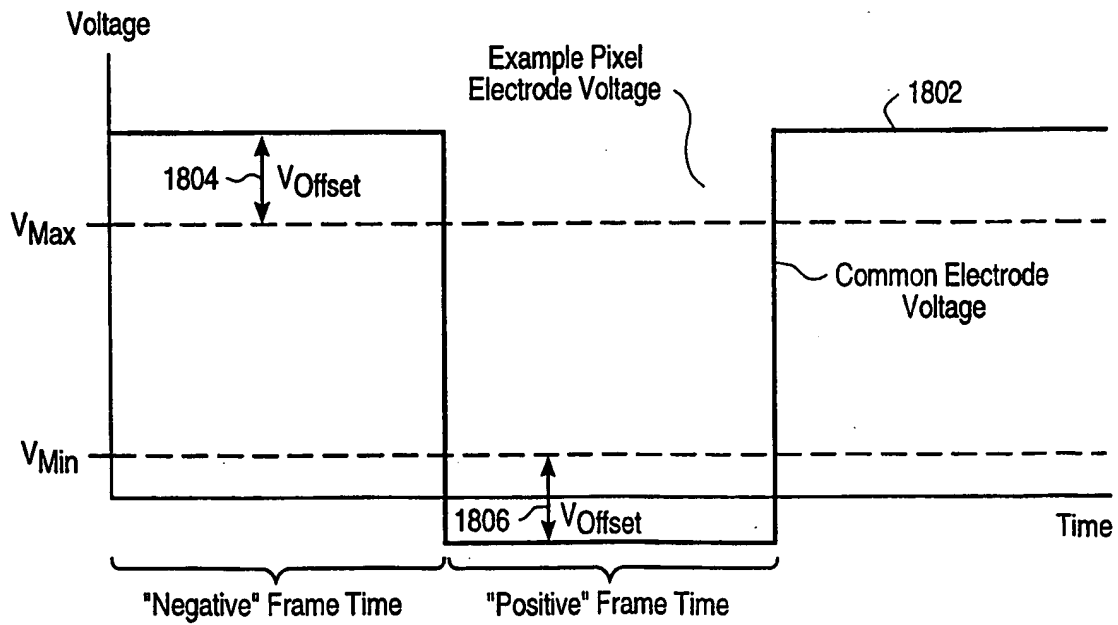 Voltage
Example Pixel
Electrode Voltage
1802
1804
VOffset
VMax
Common Electrode
Voltage
VMin
1806
VOffset
Time
"Negative" Frame Time
"Positive" Frame Time